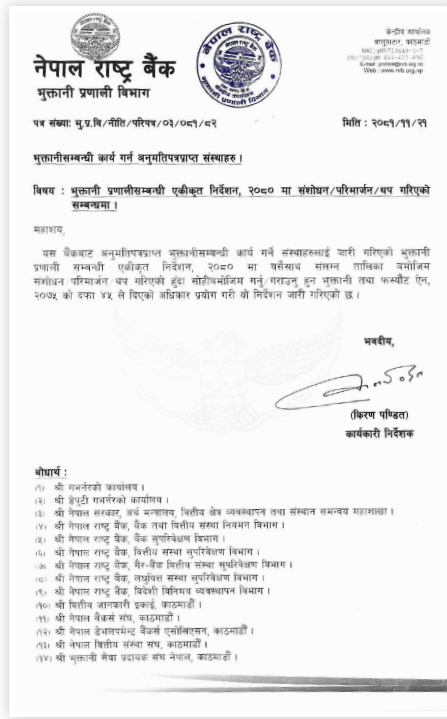 नेपाल राष्ट्र बैंक
भुक्तानी प्रणाली विभाग
केन्द्रीय कार्यालय
बालुवाटार, काठमाडौं
Web : www.nrb.org.np
नेपाल राष्ट्र बैंक
भुक्तानी प्रणाली विभाग
पत्र संख्याः भु.प्र.वि/नीति/परिपत्र/०३/०८१/८२
मिति : २०८१/११/२१
भुक्तानीसम्बन्धी कार्य गर्न अनुमतिपत्रप्राप्त संस्थाहरु ।
विषय : भुक्तानी प्रणालीसम्बन्धी एकीकृत निर्देशन, २०८० मा संशोधन/परिमार्जन/थप गरिएको
सम्बन्धमा ।
महाशय,
यस बैंकबाट अनुमतिपत्रप्राप्त भुक्तानीसम्बन्धी कार्य गर्ने संस्थाहरुलाई जारी गरिएको भुक्तानी
प्रणाली सम्बन्धी एकीकृत निर्देशन, २०८० मा यसैसाथ संलग्न तालिका बमोजिम
संशोधन/परिमार्जन/थप गरिएको हुँदा सोहीबमोजिम गर्नु/गराउनु हुन भुक्तानी तथा फर्स्यौट ऐन,
२०७५ को दफा ४५ ले दिएको अधिकार प्रयोग गरी यो निर्देशन जारी गरिएको छ ।
भवदीय,
(किरण पण्डित)
कार्यकारी निर्देशक
बोधार्थ :
(१) श्री गभर्नरको कार्यालय ।
(२) श्री डेपुटी गभर्नरको कार्यालय ।
(३) श्री नेपाल सरकार, अर्थ मन्त्रालय, वित्तीय क्षेत्र व्यवस्थापन तथा संस्थान समन्वय महाशाखा ।
(४) श्री नेपाल राष्ट्र बैंक, बैंक तथा वित्तीय संस्था नियमन विभाग ।
(५) श्री नेपाल राष्ट्र बैंक, बैंक सुपरिवेक्षण विभाग ।
(६) श्री नेपाल राष्ट्र बैंक, वित्तीय संस्था सुपरिवेक्षण विभाग ।
(७) श्री नेपाल राष्ट्र बैंक, गैर-बैंक वित्तीय संस्था सुपरिवेक्षण विभाग ।
(८) श्री नेपाल राष्ट्र बैंक, लघुवित्त संस्था सुपरिवेक्षण विभाग ।
(९) श्री नेपाल राष्ट्र बैंक, विदेशी विनिमय व्यवस्थापन विभाग ।
(१०) श्री वित्तीय जानकारी इकाई, काठमाडौं ।
(११) श्री नेपाल बैंकर्स संघ, काठमाडौं ।
(१२) श्री नेपाल डेभलपमेन्ट बैंकर्स एसोसिएसन, काठमाडौं ।
(१३) श्री नेपाल वित्तीय संस्था संघ, काठमाडौं ।
(१४) श्री भुक्तानी सेवा प्रदायक संघ नेपाल, काठमाडौं ।